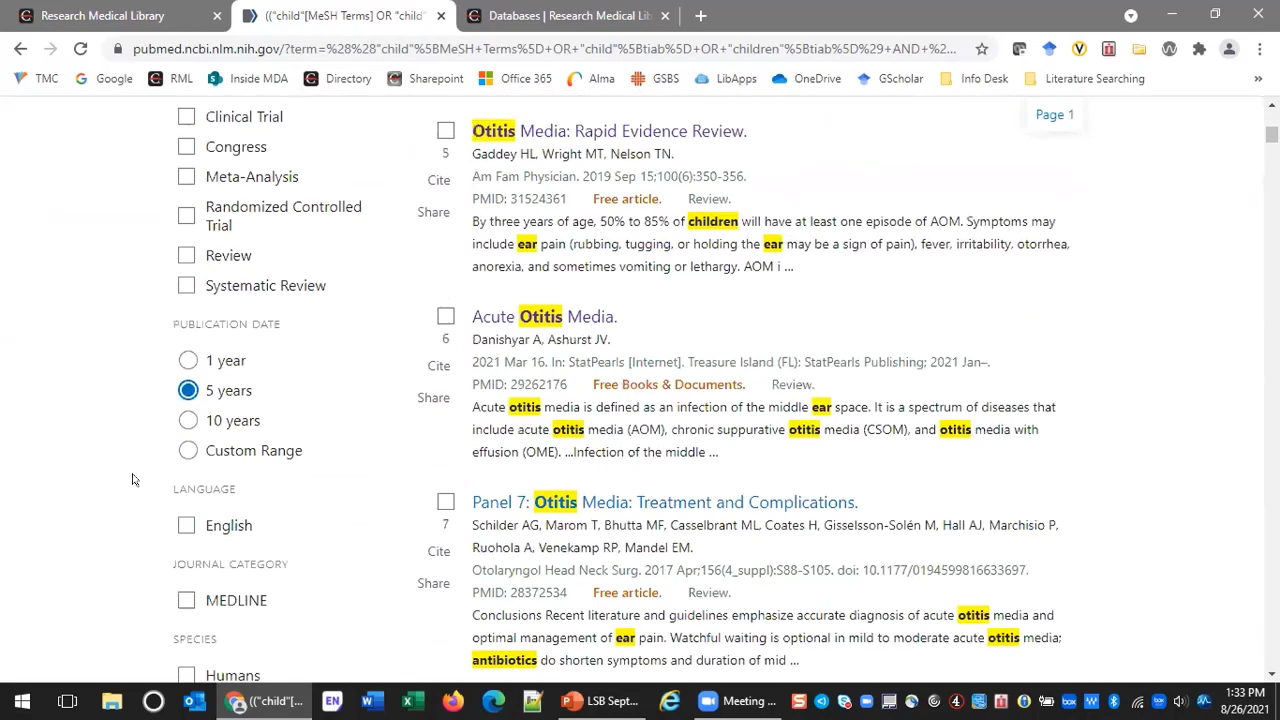 Research Medical Library
(("child"[MeSH Terms] OR "child"
Databases | Research Medical Lib
pubmed.ncbi.nlm.nih.gov/?term=%28%28"child"%5BMeSH+Terms%5D+OR+"child"%5Btiab%5D+OR+"children"%5Btiab%5D%29+AND+%2...
TMC
Google
RML
Inside MDA
Directory
Sharepoint
Office 365
Alma
GSBS
LibApps
OneDrive
GScholar
Info Desk
Literature Searching
Page 1
Clinical Trial
Congress
Meta-Analysis
Randomized Controlled
Trial
Review
Systematic Review
PUBLICATION DATE
1 year
5 years
10 years
Custom Range
LANGUAGE
English
JOURNAL CATEGORY
MEDLINE
SPECIES
Humans
5
Cite
Share
Otitis Media: Rapid Evidence Review.
Gaddey HL, Wright MT, Nelson TN.
Am Fam Physician. 2019 Sep 15;100(6):350-356.
PMID: 31524361 Free article. Review.
By three years of age, 50% to 85% of children will have at least one episode of AOM. Symptoms may
include ear pain (rubbing, tugging, or holding the ear may be a sign of pain), fever, irritability, otorrhea,
anorexia, and sometimes vomiting or lethargy. AOM i ...
6
Cite
Share
Acute Otitis Media.
Danishyar A, Ashurst JV.
2021 Mar 16. In: StatPearls [Internet]. Treasure Island (FL): StatPearls Publishing; 2021 Jan–.
PMID: 29262176 Free Books & Documents. Review.
Acute otitis media is defined as an infection of the middle ear space. It is a spectrum of diseases that
include acute otitis media (AOM), chronic suppurative otitis media (CSOM), and otitis media with
effusion (OME). ...Infection of the middle ...
7
Cite
Share
Panel 7: Otitis Media: Treatment and Complications.
Schilder AG, Marom T, Bhutta MF, Casselbrant ML, Coates H, Gisselsson-Solén M, Hall AJ, Marchisio P,
Ruohola A, Venekamp RP, Mandel EM.
Otolaryngol Head Neck Surg. 2017 Apr;156(4_suppl):S88-S105. doi: 10.1177/0194599816633697.
PMID: 28372534 Free article. Review.
Conclusions Recent literature and guidelines emphasize accurate diagnosis of acute otitis media and
optimal management of ear pain. Watchful waiting is optional in mild to moderate acute otitis media;
antibiotics do shorten symptoms and duration of mid ...
(("child"[...
EN
LSB Sept...
Meeting ...
1:33 PM
8/26/2021